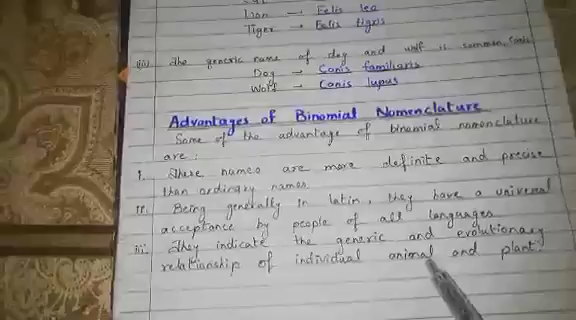 Lion → Felis leo
Tiger → Felis tigris
(iii) The generic name of dog and wolf is common, Canis
Dog → Canis familiaris
Wolf → Canis lupus
Advantages of Binomial Nomenclature
Some of the advantage of binomial nomenclature
are :
i. These names are more definite and precise
than ordinary names
ii. Being generally in latin, they have a universal
acceptance by people of all languages
iii. They indicate the generic and evolutionary
relationship of individual animal and plant.